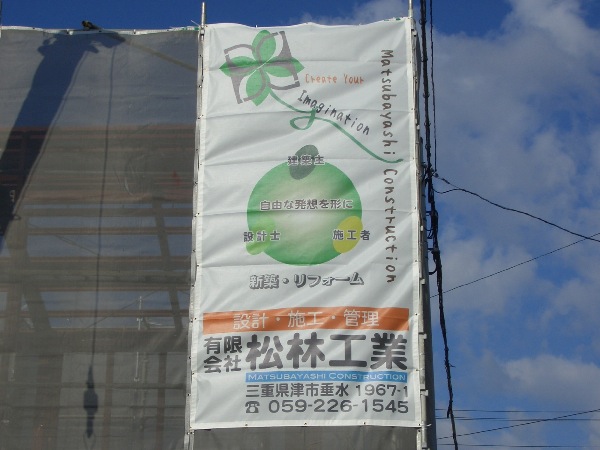 Create Your
Imagination
Matsubayashi Construction
建築主
自由な発想を形に
設計士
施工者
新築・リフォーム
設計・施工・管理
有限会社 松林工業
MATSUBAYASHI CONSTRUCTION
三重県津市垂水 1967-1
☎ 059-226-1545